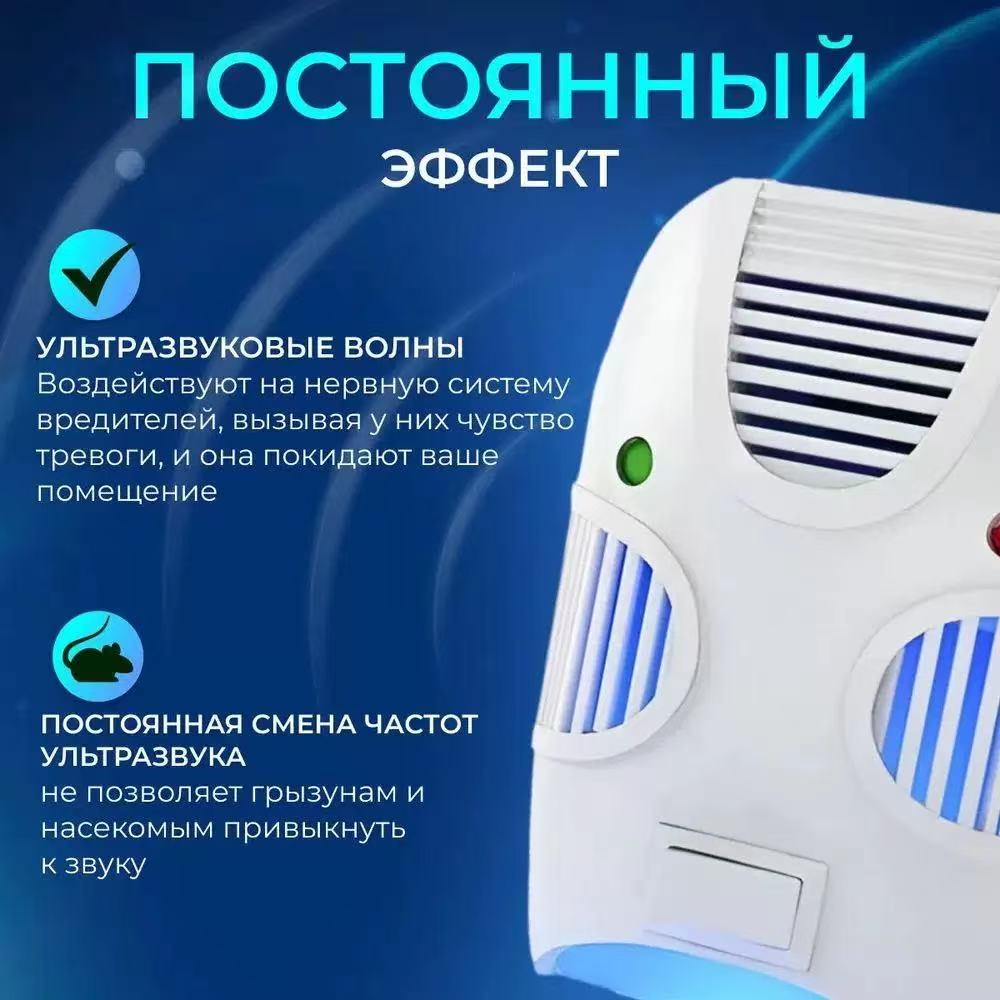 ПОСТОЯННЫЙ
ЭФФЕКТ
УЛЬТРАЗВУКОВЫЕ ВОЛНЫ
Воздействуют на нервную систему
вредителей, вызывая у них чувство
тревоги, и она покидают ваше
помещение
ПОСТОЯННАЯ СМЕНА ЧАСТОТ
УЛЬТРАЗВУКА
не позволяет грызунам и
насекомым привыкнуть
к звуку